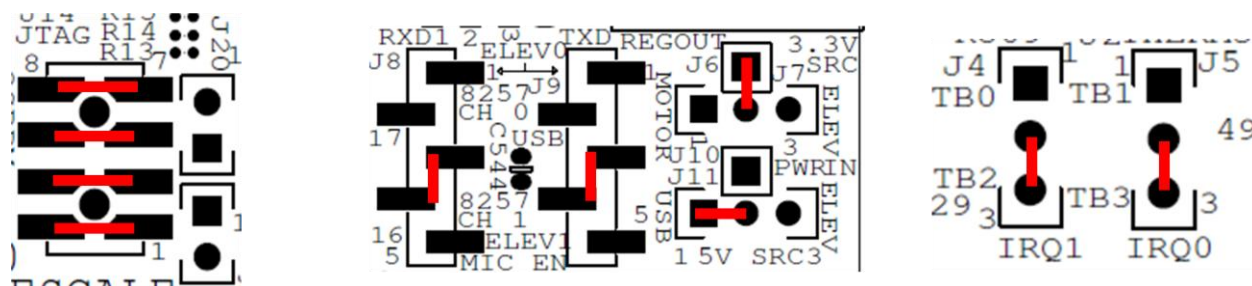 JTAG R14
R13
J20
1
8 7
1
1
RXD1 2 3 TXD
ELEV0
J8 1 J9 1
8257
CH 0
17
USB
C544
8257
CH 1
5
16
5
ELEV1
MIC EN
REGOUT 3.3V
J6 SRC
J7
MOTOR
ELEV
1 3
J10
J11 PWRIN
USB
ELEV
1 5V SRC3
J4 1
TB0
TB2
29
3
IRQ1
1 J5
TB1
49
TB3 3
IRQ0